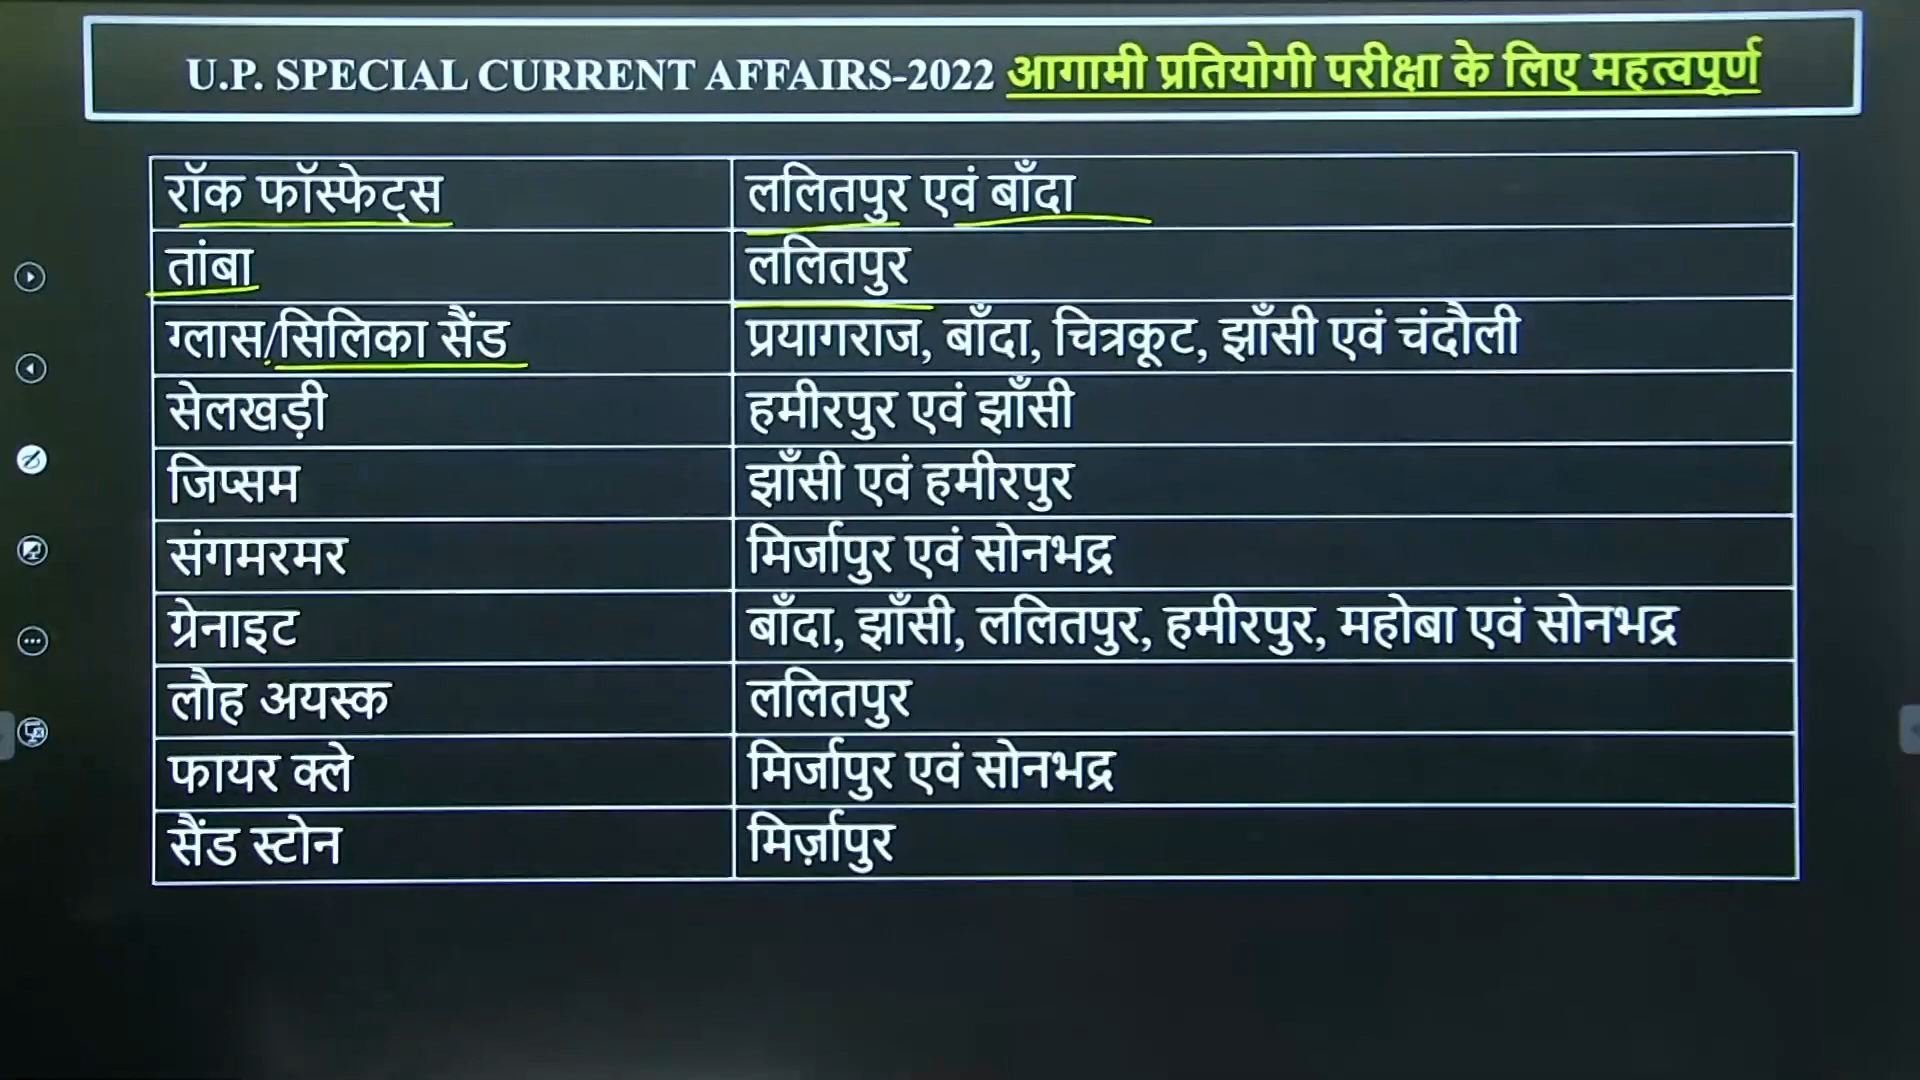 U.P. SPECIAL CURRENT AFFAIRS-2022 आगामी प्रतियोगी परीक्षा के लिए महत्वपूर्ण
रॉक फॉस्फेट्स ललितपुर एवं बाँदा
तांबा ललितपुर
ग्लास/सिलिका सैंड प्रयागराज, बाँदा, चित्रकूट, झाँसी एवं चंदौली
सेलखड़ी हमीरपुर एवं झाँसी
जिप्सम झाँसी एवं हमीरपुर
संगमरमर मिर्जापुर एवं सोनभद्र
ग्रेनाइट बाँदा, झाँसी, ललितपुर, हमीरपुर, महोबा एवं सोनभद्र
लौह अयस्क ललितपुर
फायर क्ले मिर्जापुर एवं सोनभद्र
सैंड स्टोन मिर्ज़ापुर